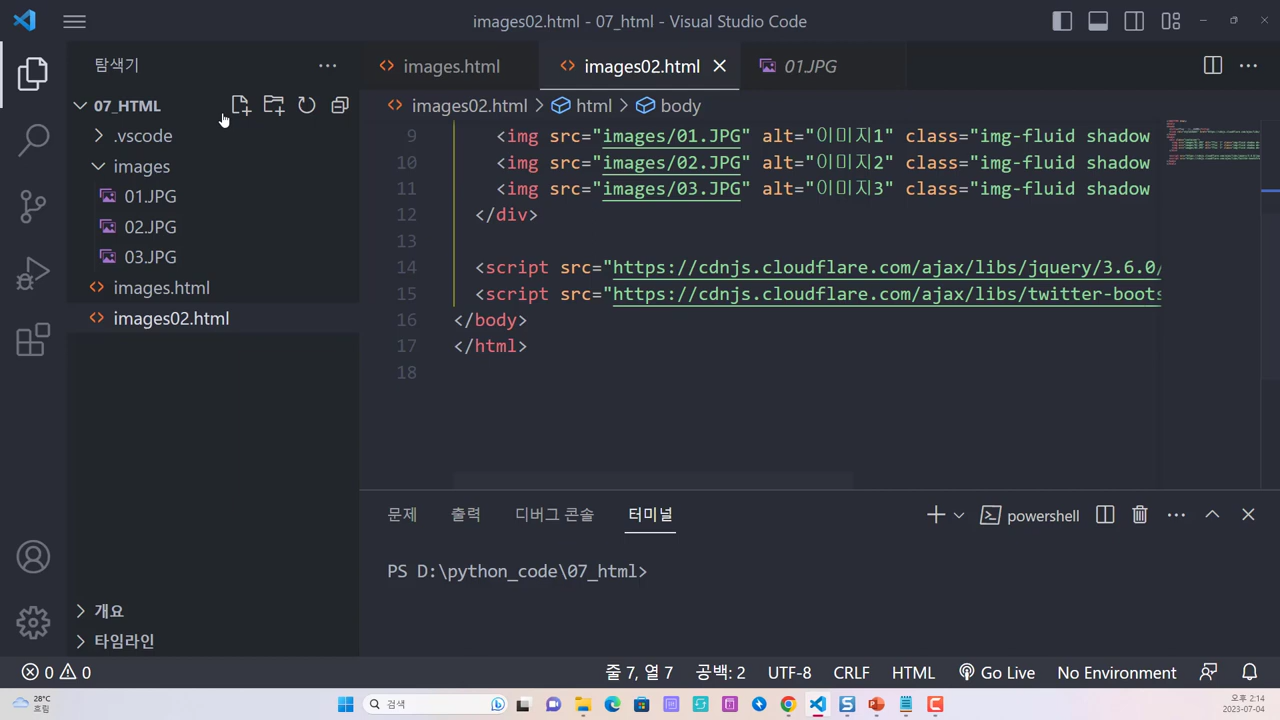 images02.html - 07_html - Visual Studio Code
탐색기
07_HTML
.vscode
images
01.JPG
02.JPG
03.JPG
images.html
images02.html
개요
타임라인
images.html
images02.html
01.JPG
images02.html > html > body
9 <img src="images/01.JPG" alt="이미지1" class="img-fluid shadow
10 <img src="images/02.JPG" alt="이미지2" class="img-fluid shadow
11 <img src="images/03.JPG" alt="이미지3" class="img-fluid shadow
12 </div>
13
14 <script src="https://cdnjs.cloudflare.com/ajax/libs/jquery/3.6.0/
15 <script src="https://cdnjs.cloudflare.com/ajax/libs/twitter-boots
16 </body>
17 </html>
18
문제 출력 디버그 콘솔 터미널
powershell
PS D:\python_code\07_html>
0 0
줄 7, 열 7 공백: 2 UTF-8 CRLF HTML Go Live No Environment
28°C
흐림
검색
오후 2:14
2023-07-04